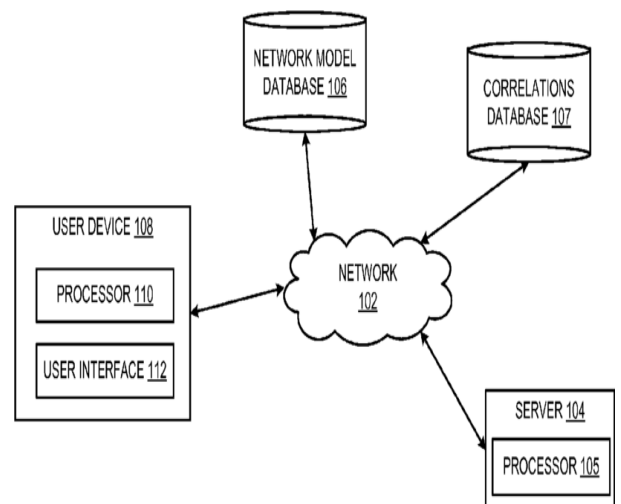 NETWORK MODEL
DATABASE 106
CORRELATIONS
DATABASE 107
USER DEVICE 108
PROCESSOR 110
USER INTERFACE 112
NETWORK
102
SERVER 104
PROCESSOR 105